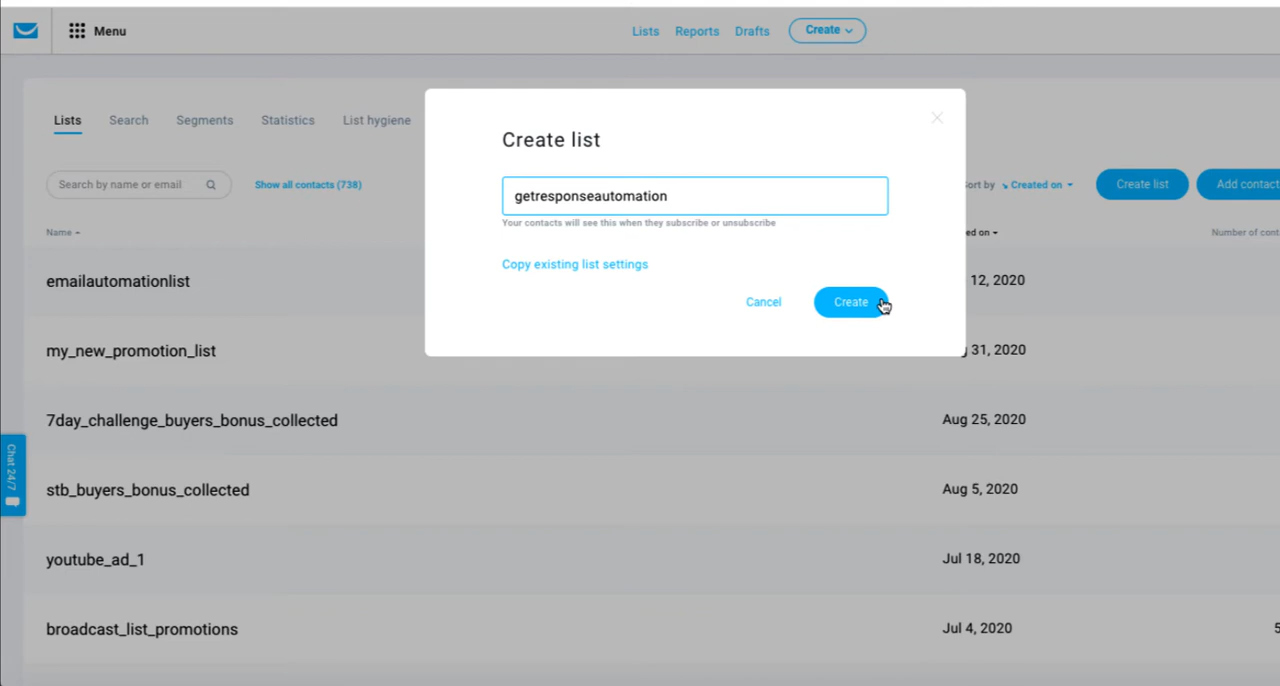 Menu
Lists Reports Drafts Create
Lists Search Segments Statistics List hygiene
Create list
getresponseautomation
Your contacts will see this when they subscribe or unsubscribe
Copy existing list settings
Cancel Create
Search by name or email Show all contacts (738)
Sort by Created on Create list Add contact
Name ed on Number of cont
emailautomationlist 12, 2020
my_new_promotion_list 31, 2020
7day_challenge_buyers_bonus_collected Aug 25, 2020
Chat 24/7
stb_buyers_bonus_collected Aug 5, 2020
youtube_ad_1 Jul 18, 2020
broadcast_list_promotions Jul 4, 2020 5